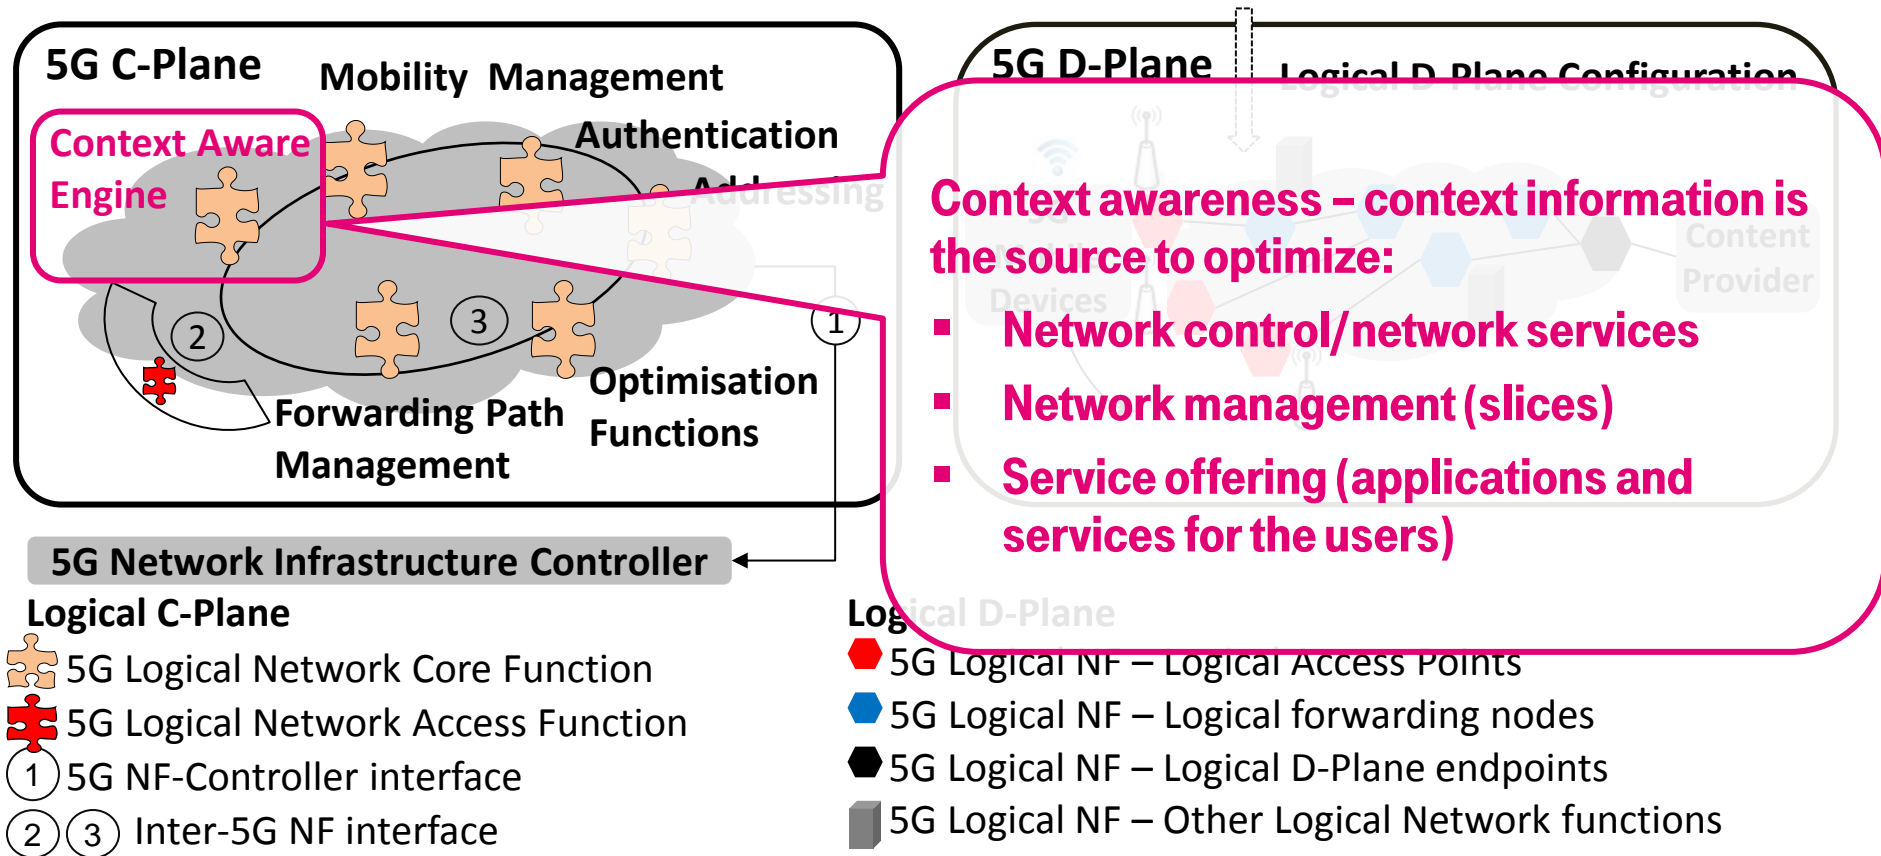 5G C-Plane
Mobility Management
Context Aware
Engine
Authentication
Addressing
2
3
1
Optimisation
Functions
Forwarding Path
Management
5G D-Plane
Logical D-Plane Configuration
5G
Mobile
Devices
Content
Provider
Context awareness – context information is
the source to optimize:
▪ Network control/network services
▪ Network management (slices)
▪ Service offering (applications and
services for the users)
5G Network Infrastructure Controller
Logical C-Plane
5G Logical Network Core Function
5G Logical Network Access Function
1 5G NF-Controller interface
2 3 Inter-5G NF interface
Logical D-Plane
5G Logical NF – Logical Access Points
5G Logical NF – Logical forwarding nodes
5G Logical NF – Logical D-Plane endpoints
5G Logical NF – Other Logical Network functions